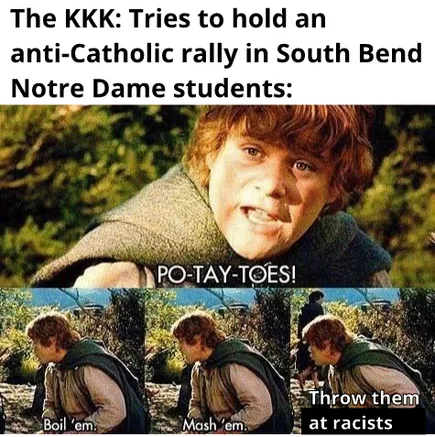 The KKK: Tries to hold an
anti-Catholic rally in South Bend
Notre Dame students:
PO-TAY-TOES!
Boil 'em.
Mash 'em.
Throw them
at racists